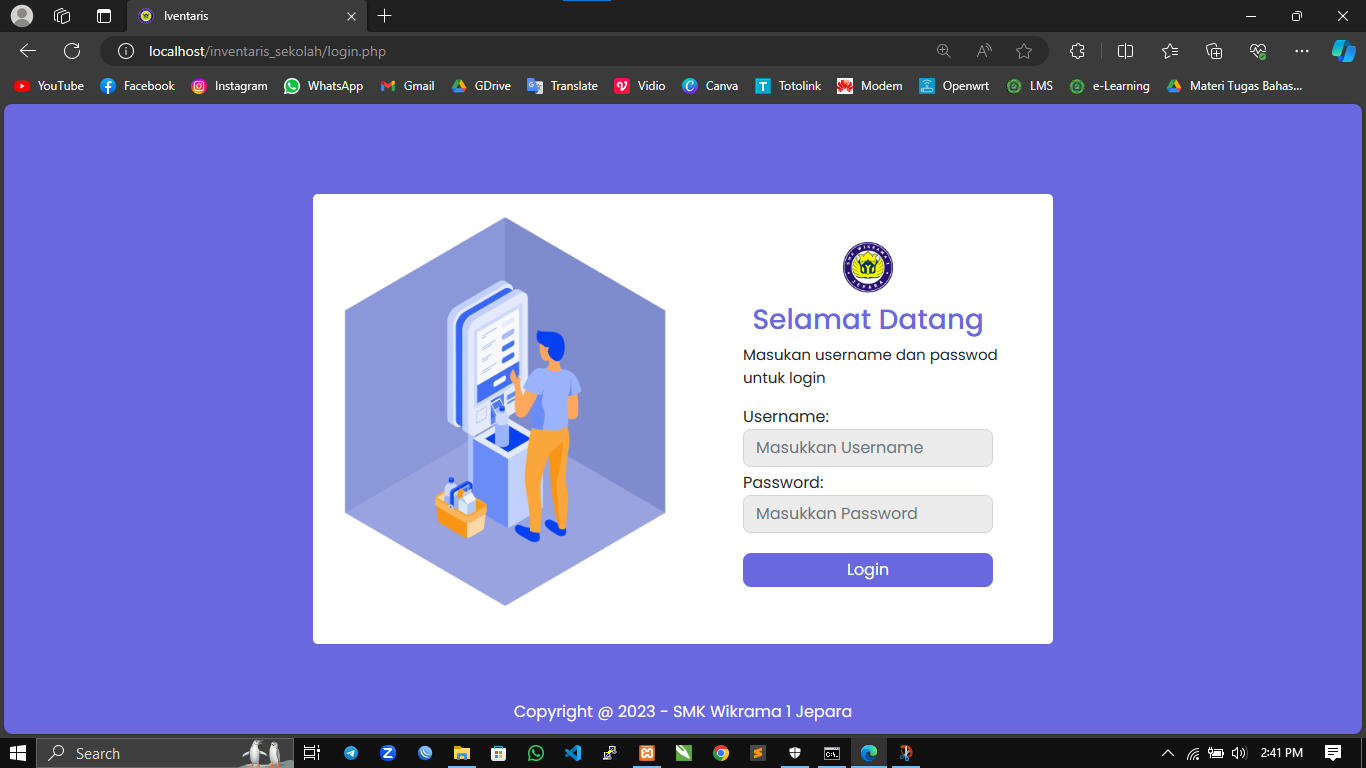 Iventaris
localhost/inventaris_sekolah/login.php
YouTube Facebook Instagram WhatsApp Gmail GDrive Translate Vidio Canva Totolink Modem Openwrt LMS e-Learning Materi Tugas Bahas...
Selamat Datang
Masukan username dan passwod
untuk login
Username:
Masukkan Username
Password:
Masukkan Password
Login
Copyright @ 2023 - SMK Wikrama 1 Jepara
Search
2:41 PM